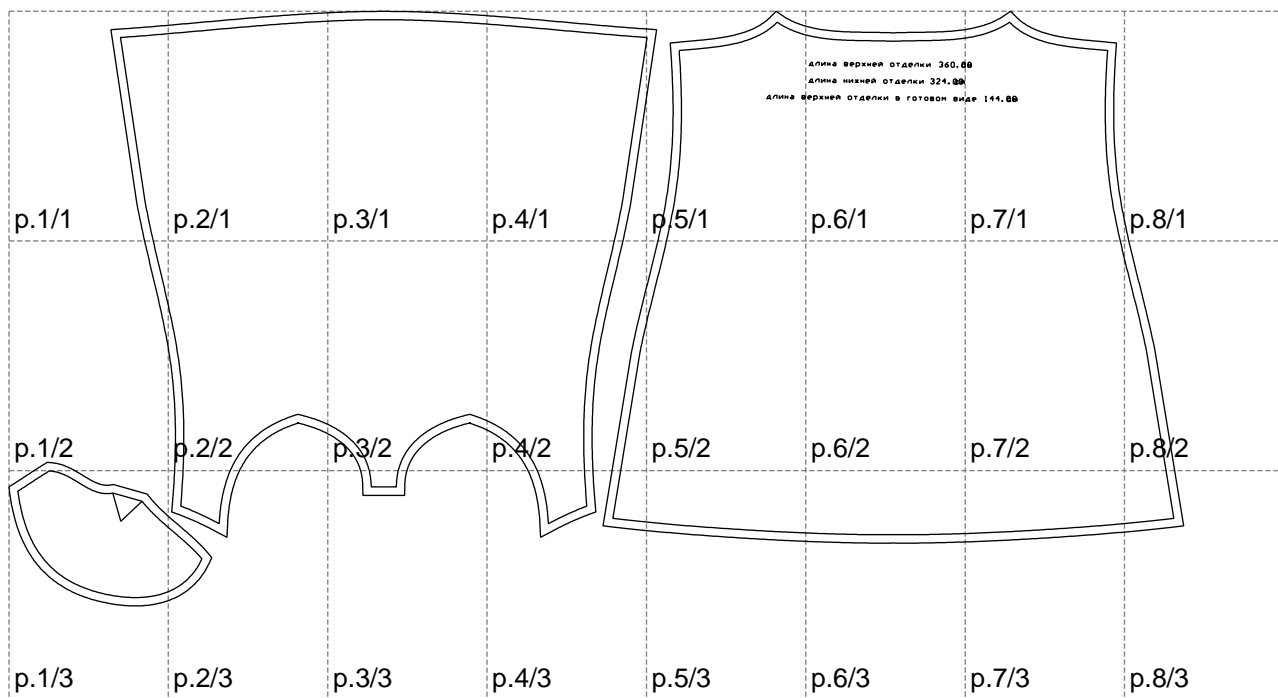 длина верхней отделки 360.00
длина нижней отделки 324.00
длина верхней отделки в готовом виде 144.00
p.1/1 p.2/1 p.3/1 p.4/1 p.5/1 p.6/1 p.7/1 p.8/1
p.1/2 p.2/2 p.3/2 p.4/2 p.5/2 p.6/2 p.7/2 p.8/2
p.1/3 p.2/3 p.3/3 p.4/3 p.5/3 p.6/3 p.7/3 p.8/3